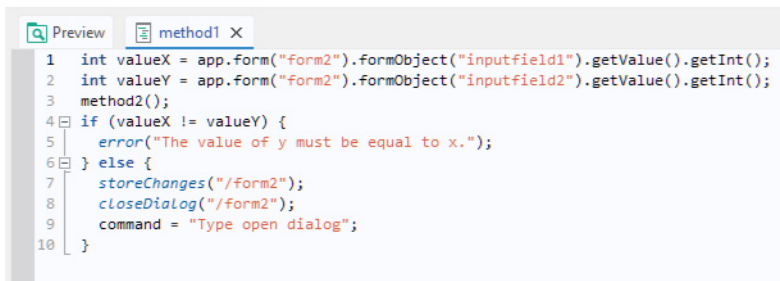 Preview method1 X
1 int valueX = app.form("form2").formObject("inputfield1").getValue().getInt();
2 int valueY = app.form("form2").formObject("inputfield2").getValue().getInt();
3 method2();
4 if (valueX != valueY) {
5 error("The value of y must be equal to x.");
6 } else {
7 storeChanges("/form2");
8 closeDialog("/form2");
9 command = "Type open dialog";
10 }